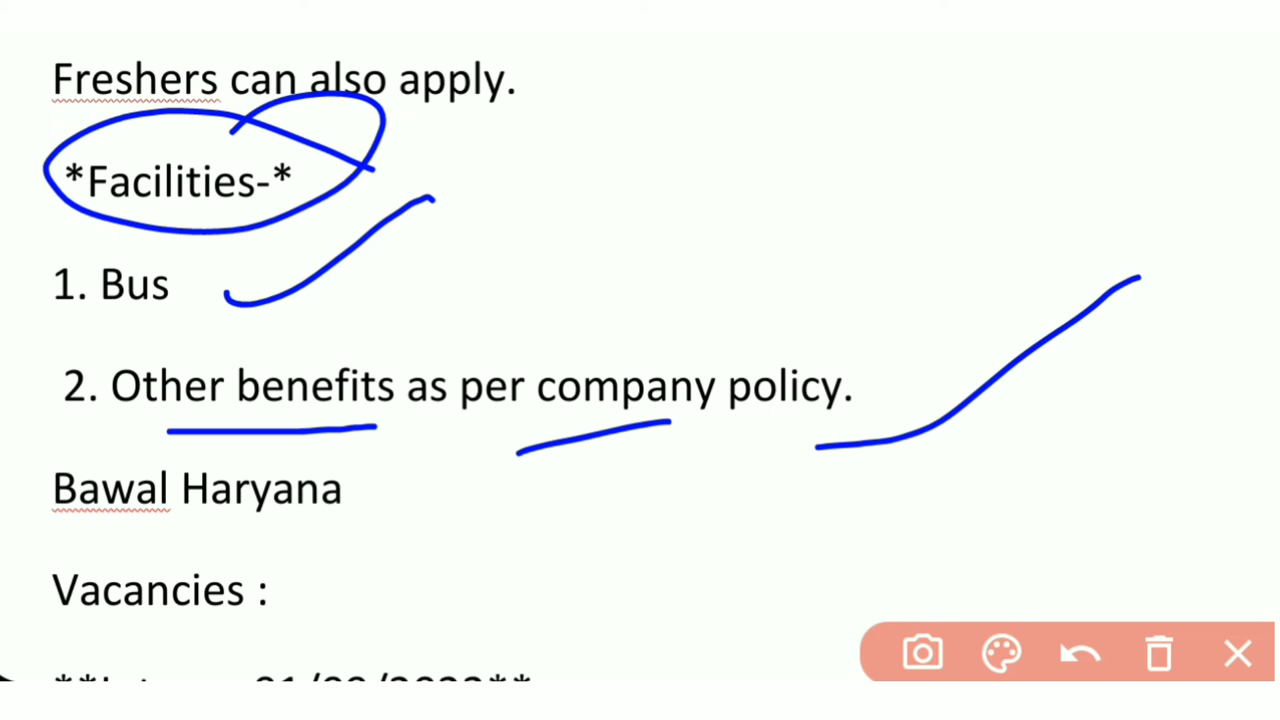 Freshers can also apply.
*Facilities-*
1. Bus
2. Other benefits as per company policy.
Bawal Haryana
Vacancies :